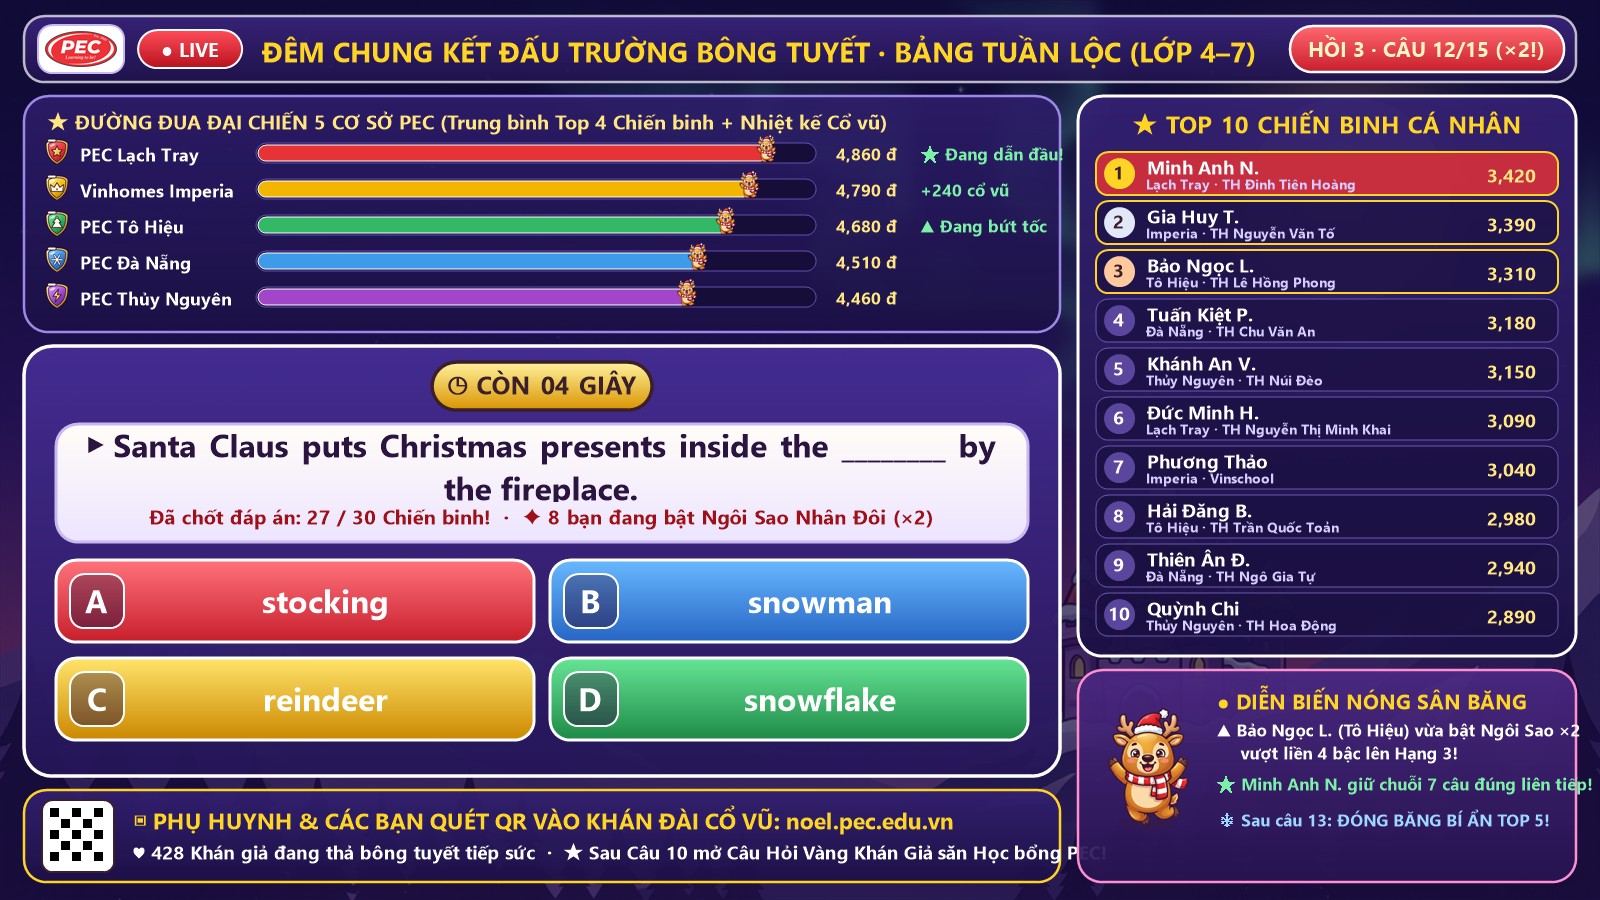 PEC
Learning to be!
● LIVE
ĐÊM CHUNG KẾT ĐẤU TRƯỜNG BÔNG TUYẾT · BẢNG TUẦN LỘC (LỚP 4–7)
HỒI 3 · CÂU 12/15 (×2!)
★ ĐƯỜNG ĐUA ĐẠI CHIẾN 5 CƠ SỞ PEC (Trung bình Top 4 Chiến binh + Nhiệt kế Cổ vũ)
PEC Lạch Tray 4,860 đ ★ Đang dẫn đầu!
Vinhomes Imperia 4,790 đ +240 cổ vũ
PEC Tô Hiệu 4,680 đ ▲ Đang bứt tốc
PEC Đà Nẵng 4,510 đ
PEC Thủy Nguyên 4,460 đ
◷ CÒN 04 GIÂY
► Santa Claus puts Christmas presents inside the ________ by
the fireplace.
Đã chốt đáp án: 27 / 30 Chiến binh! · ✦ 8 bạn đang bật Ngôi Sao Nhân Đôi (×2)
A stocking
B snowman
C reindeer
D snowflake
▣ PHỤ HUYNH & CÁC BẠN QUÉT QR VÀO KHÁN ĐÀI CỔ VŨ: noel.pec.edu.vn
♥ 428 Khán giả đang thả bông tuyết tiếp sức · ★ Sau Câu 10 mở Câu Hỏi Vàng Khán Giả săn Học bổng PEC!
★ TOP 10 CHIẾN BINH CÁ NHÂN
1 Minh Anh N. 3,420
Lạch Tray · TH Đinh Tiên Hoàng
2 Gia Huy T. 3,390
Imperia · TH Nguyễn Văn Tố
3 Bảo Ngọc L. 3,310
Tô Hiệu · TH Lê Hồng Phong
4 Tuấn Kiệt P. 3,180
Đà Nẵng · TH Chu Văn An
5 Khánh An V. 3,150
Thủy Nguyên · TH Núi Đèo
6 Đức Minh H. 3,090
Lạch Tray · TH Nguyễn Thị Minh Khai
7 Phương Thảo 3,040
Imperia · Vinschool
8 Hải Đăng B. 2,980
Tô Hiệu · TH Trần Quốc Toản
9 Thiên Ân Đ. 2,940
Đà Nẵng · TH Ngô Gia Tự
10 Quỳnh Chi 2,890
Thủy Nguyên · TH Hoa Động
● DIỄN BIẾN NÓNG SÂN BĂNG
▲ Bảo Ngọc L. (Tô Hiệu) vừa bật Ngôi Sao ×2
vượt liền 4 bậc lên Hạng 3!
★ Minh Anh N. giữ chuỗi 7 câu đúng liên tiếp!
❄ Sau câu 13: ĐÓNG BĂNG BÍ ẨN TOP 5!